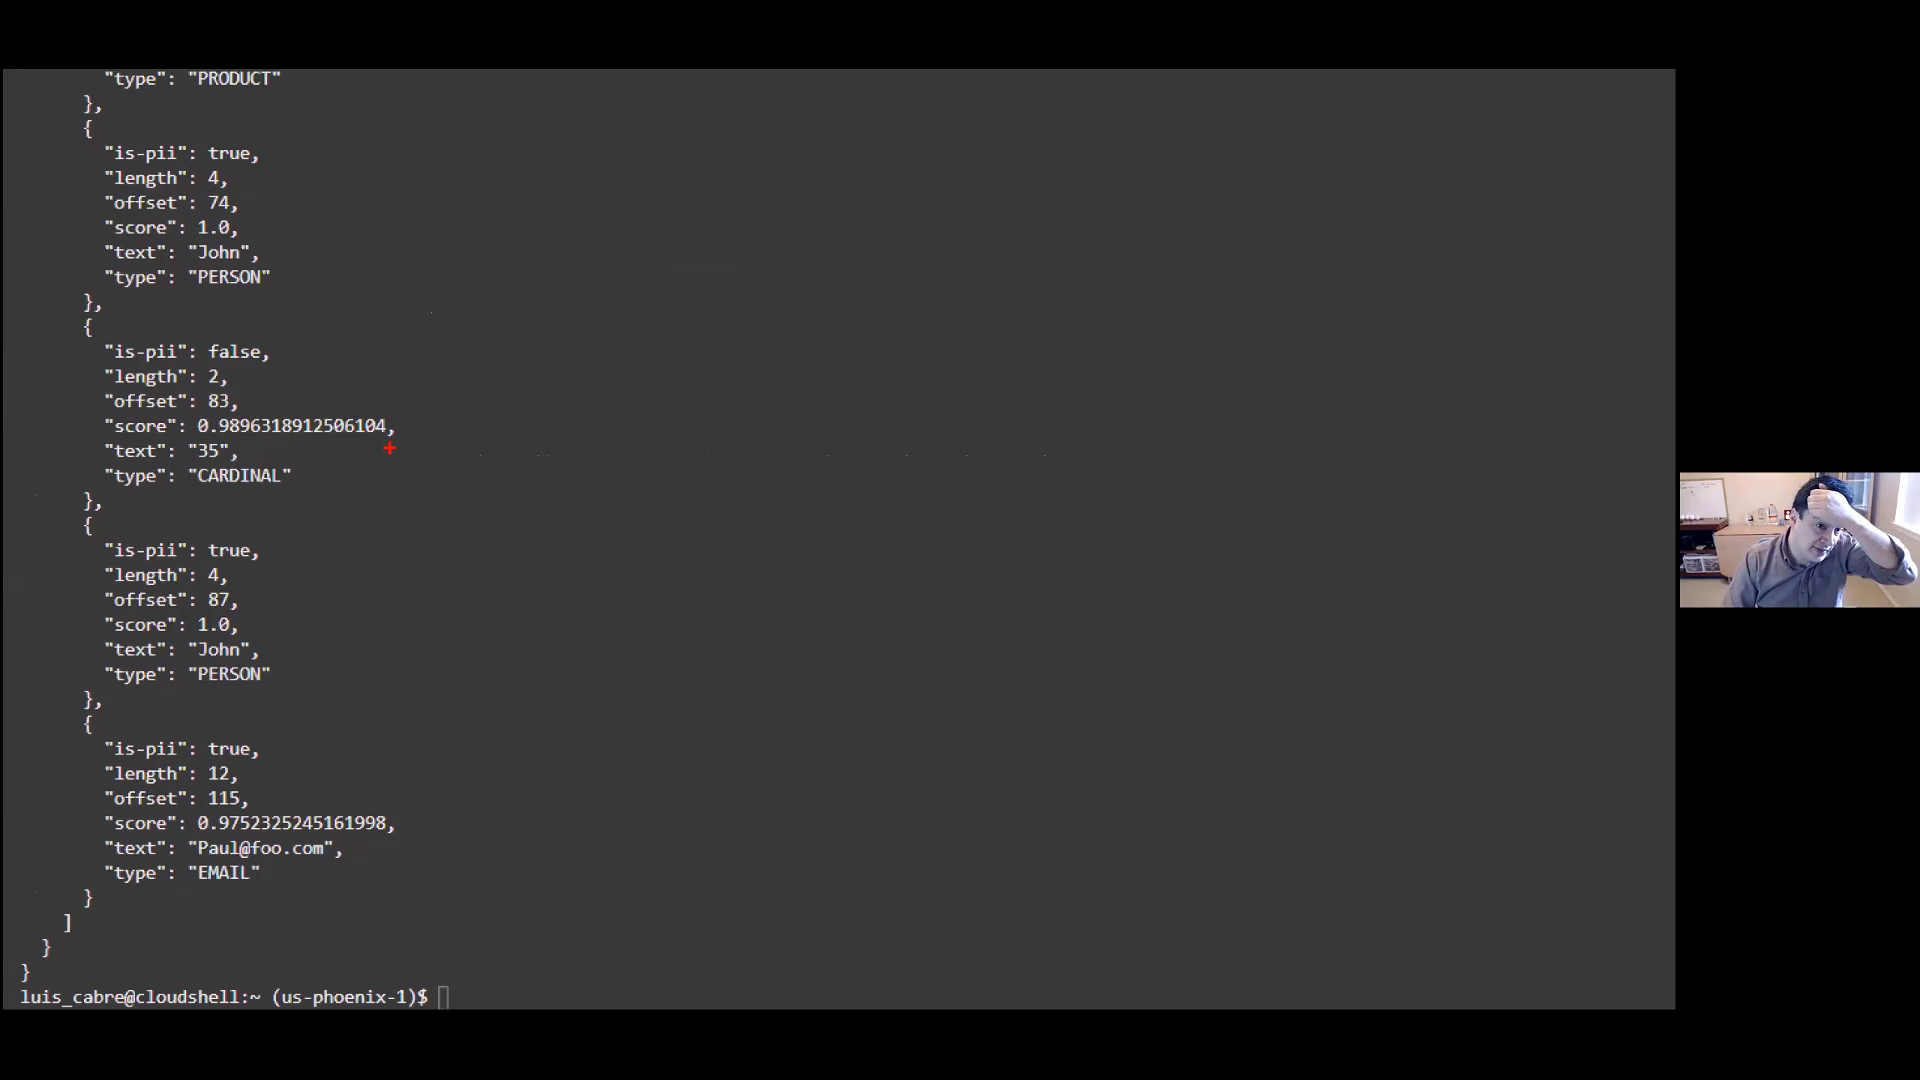 "type": "PRODUCT"
},
{
"is-pii": true,
"length": 4,
"offset": 74,
"score": 1.0,
"text": "John",
"type": "PERSON"
},
{
"is-pii": false,
"length": 2,
"offset": 83,
"score": 0.9896318912506104,
"text": "35",
"type": "CARDINAL"
},
{
"is-pii": true,
"length": 4,
"offset": 87,
"score": 1.0,
"text": "John",
"type": "PERSON"
},
{
"is-pii": true,
"length": 12,
"offset": 115,
"score": 0.9752325245161998,
"text": "Paul@foo.com",
"type": "EMAIL"
}
]
}
}
luis_cabre@cloudshell:~ (us-phoenix-1)$